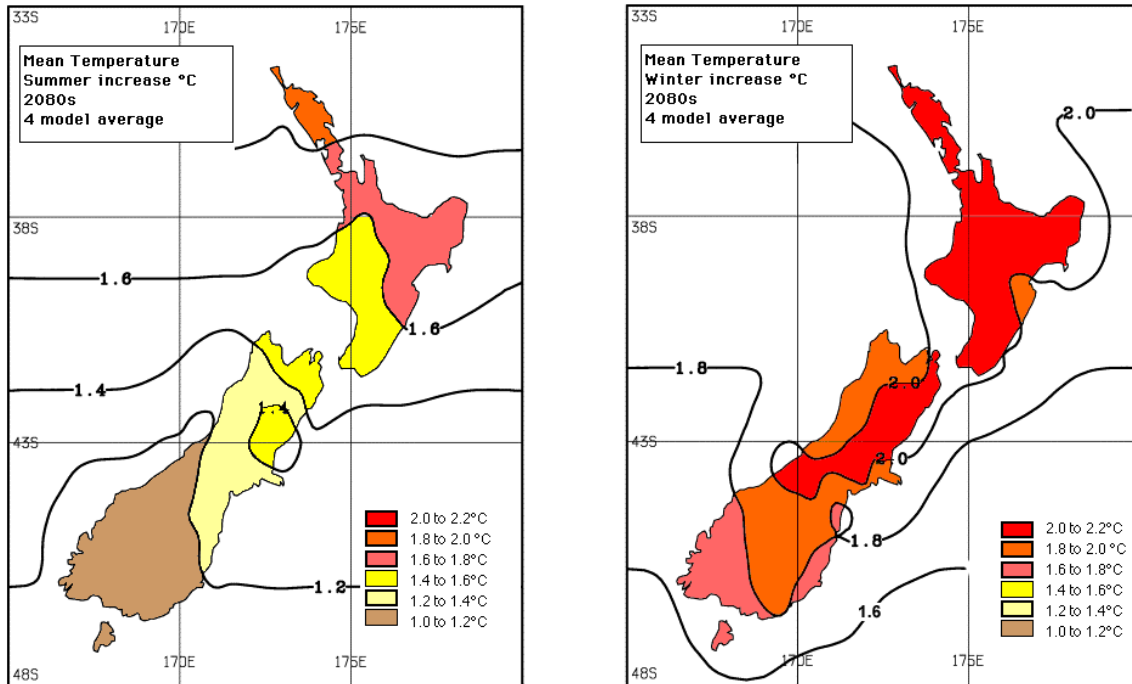 33S
170E
175E
Mean Temperature
Summer increase °C
2080s
4 model average
38S
1.6
1.6
1.4
1.4
43S
2.0 to 2.2°C
1.8 to 2.0 °C
1.6 to 1.8°C
1.4 to 1.6°C
1.2 to 1.4°C
1.0 to 1.2°C
1.2
170E
175E
48S
33S
170E
175E
Mean Temperature
Winter increase °C
2080s
4 model average
2.0
38S
1.8
2.0
43S
2.0
1.8
2.0 to 2.2°C
1.8 to 2.0°C
1.6 to 1.8°C
1.4 to 1.6°C
1.2 to 1.4°C
1.0 to 1.2°C
1.6
170E
175E
48S